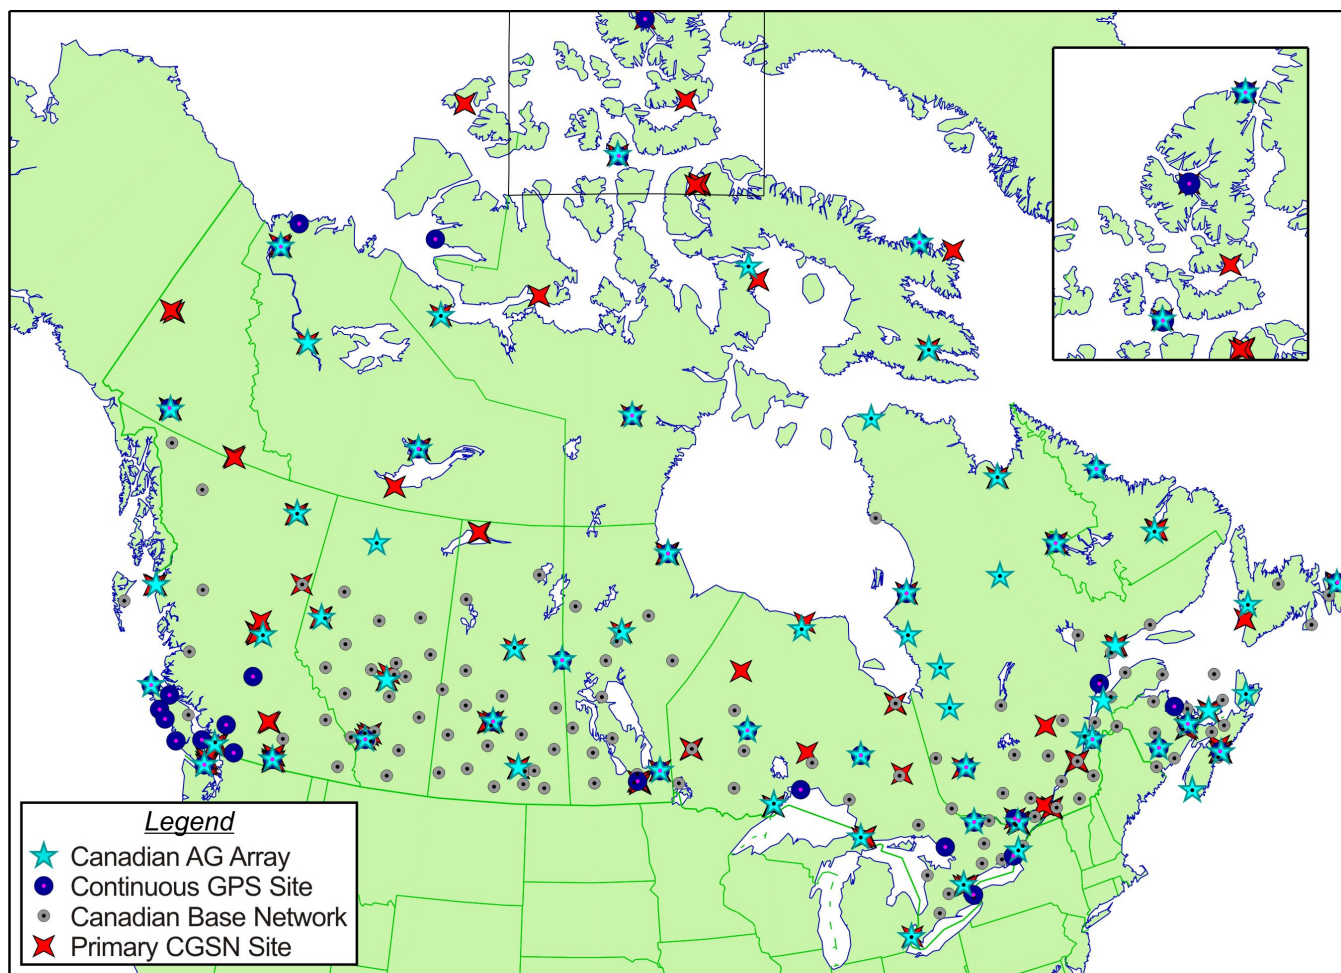 Legend
Canadian AG Array
Continuous GPS Site
Canadian Base Network
Primary CGSN Site